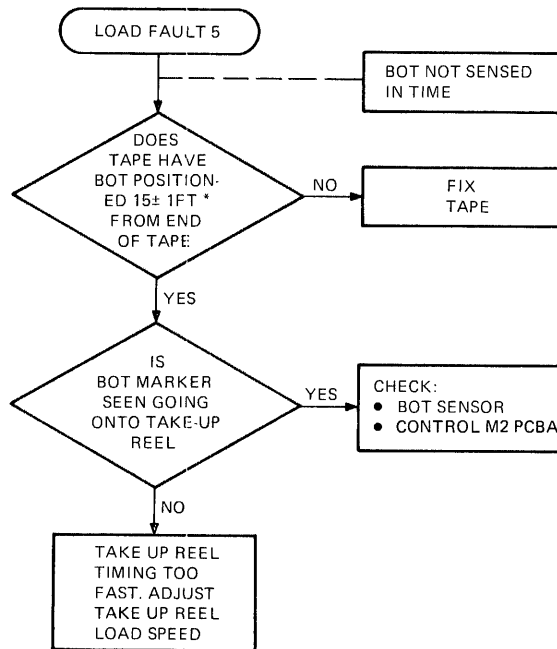 LOAD FAULT 5
BOT NOT SENSED
IN TIME
DOES
TAPE HAVE
BOT POSITION-
ED 15± 1FT *
FROM END
OF TAPE
NO
FIX
TAPE
YES
IS
BOT MARKER
SEEN GOING
ONTO TAKE-UP
REEL
YES
CHECK:
● BOT SENSOR
● CONTROL M2 PCBA
NO
TAKE UP REEL
TIMING TOO
FAST. ADJUST
TAKE UP REEL
LOAD SPEED